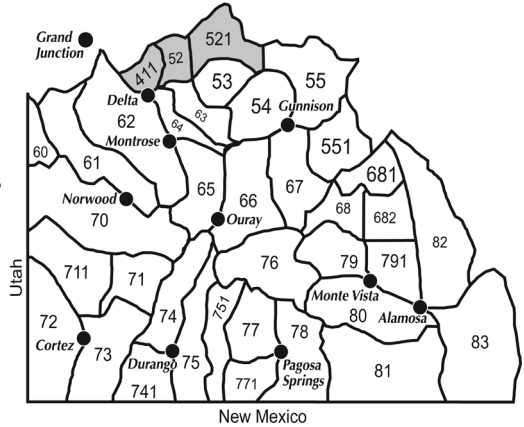 521
Grand
Junction
52
411
53
55
54
Delta
Gunnison
62
63
64
Montrose
551
60
61
681
65
67
Norwood
66
68
682
70
Ouray
82
711
71
76
79
791
Utah
751
Monte Vista
72
74
77
78
80
Alamosa
Cortez
73
Durango
75
Pagosa
Springs
81
83
741
771
New Mexico